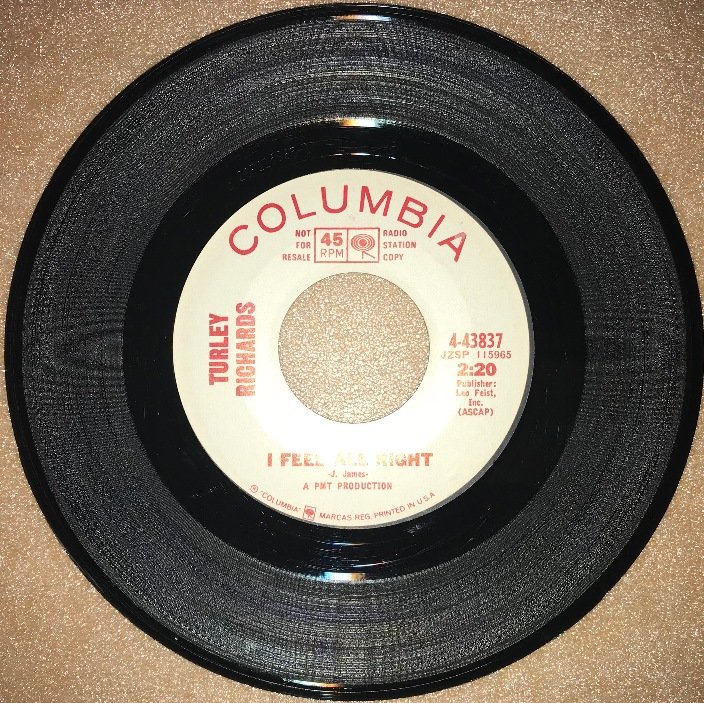 COLUMBIA
NOT FOR RESALE
45 RPM
RADIO STATION COPY
TURLEY
RICHARDS
4-43837
JZSP 115965
2:20
Publisher:
Leo Feist,
Inc.
(ASCAP)
I FEEL ALL RIGHT
-J. James-
A PMT PRODUCTION
® "COLUMBIA" MARCAS REG. PRINTED IN U.S.A.